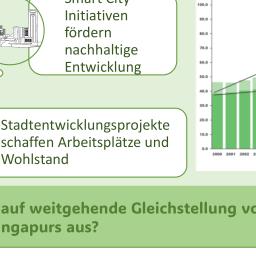 Smart City
Initiativen
fördern
nachhaltige
Entwicklung
Stadtentwicklungsprojekte
schaffen Arbeitsplätze und
Wohlstand
auf weitgehende Gleichstellung
ngapurs aus?
100.0
90.0
80.0
70.0
60.0
50.0
40.0
30.0
20.0
10.0
0.0
2000 2001 2002